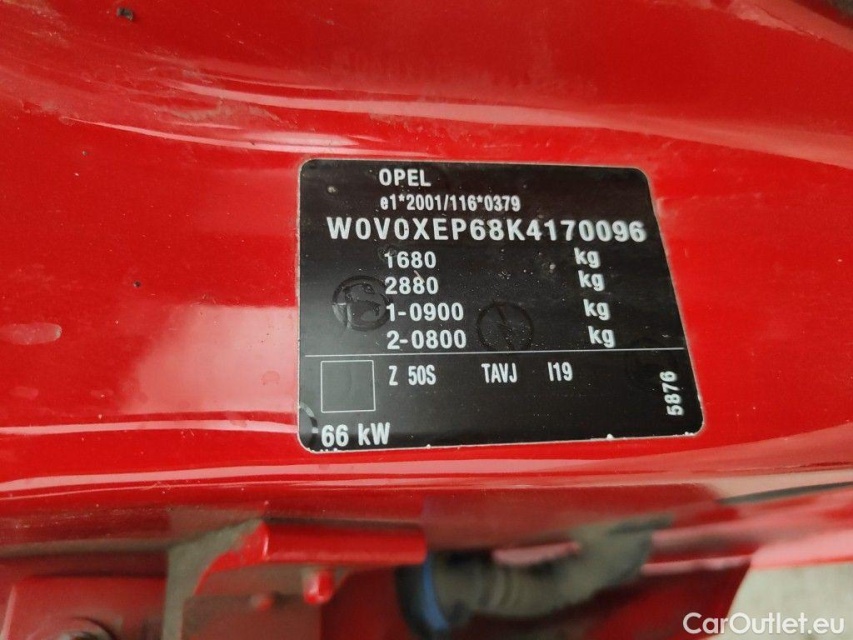 OPEL
e1*2001/116*0379
W0V0XEP68K4170096
1680 kg
2880 kg
1-0900 kg
2-0800 kg
Z 50S TAVJ I19
5876
66 kW
CarOutlet.eu